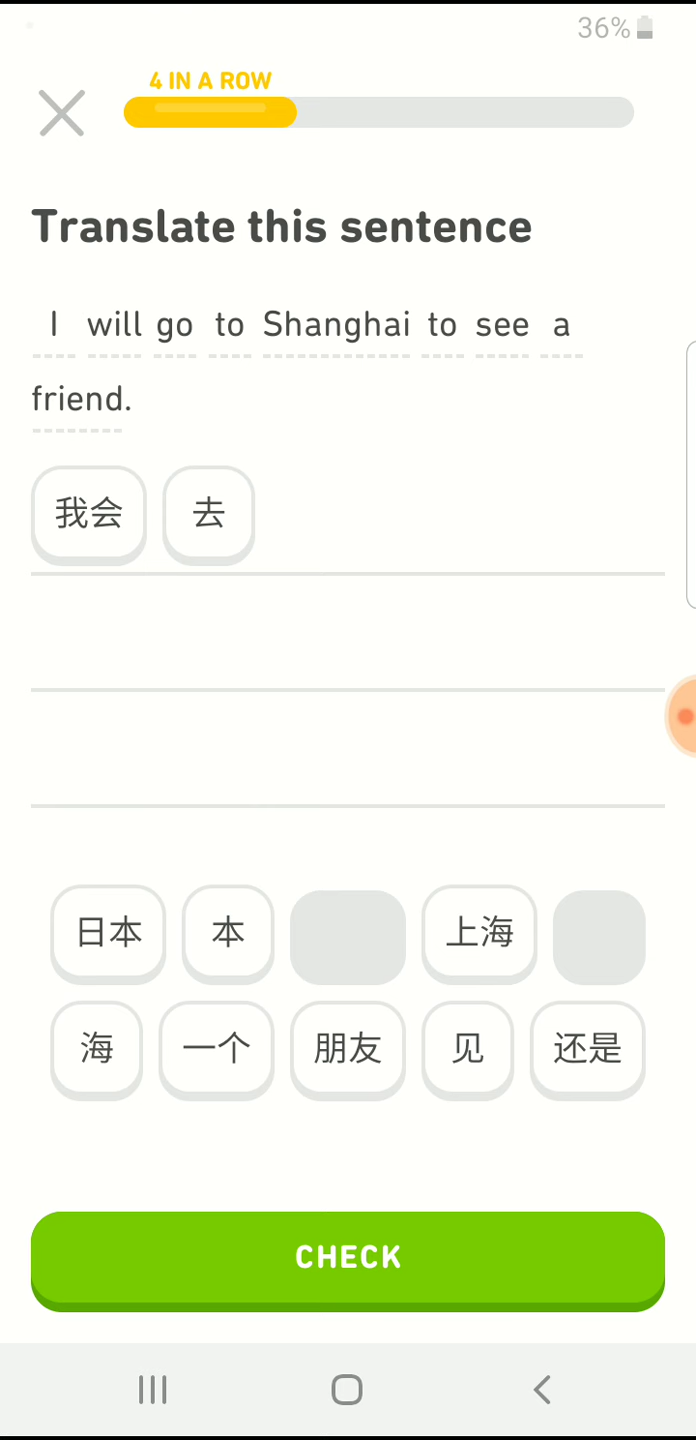 36%
4 IN A ROW
Translate this sentence
I will go to Shanghai to see a
friend.
我会 去
日本 本 上海
海 一个 朋友 见 还是
CHECK